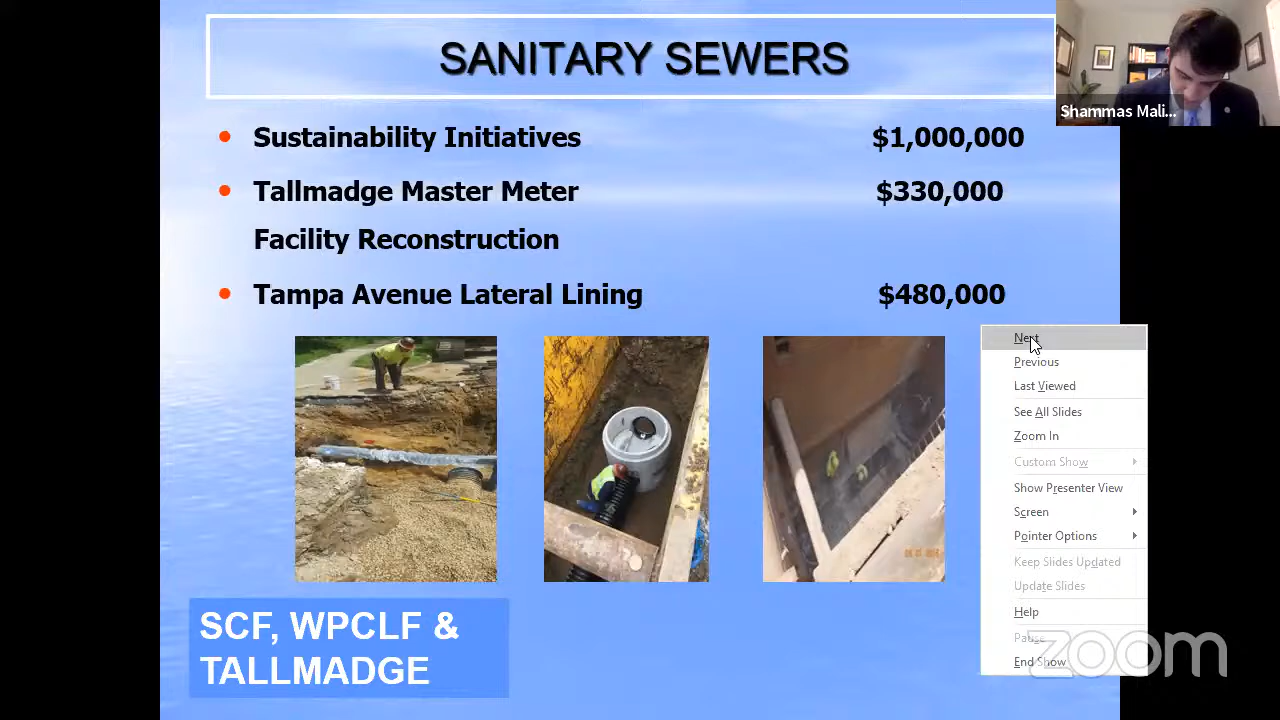 SANITARY SEWERS
Shammas Mali...
Sustainability Initiatives $1,000,000
Tallmadge Master Meter $330,000
Facility Reconstruction
Tampa Avenue Lateral Lining $480,000
Next
Previous
Last Viewed
See All Slides
Zoom In
Custom Show
Show Presenter View
Screen
Pointer Options
Keep Slides Updated
Update Slides
Help
Pause
End Show
zoom
SCF, WPCLF &
TALLMADGE